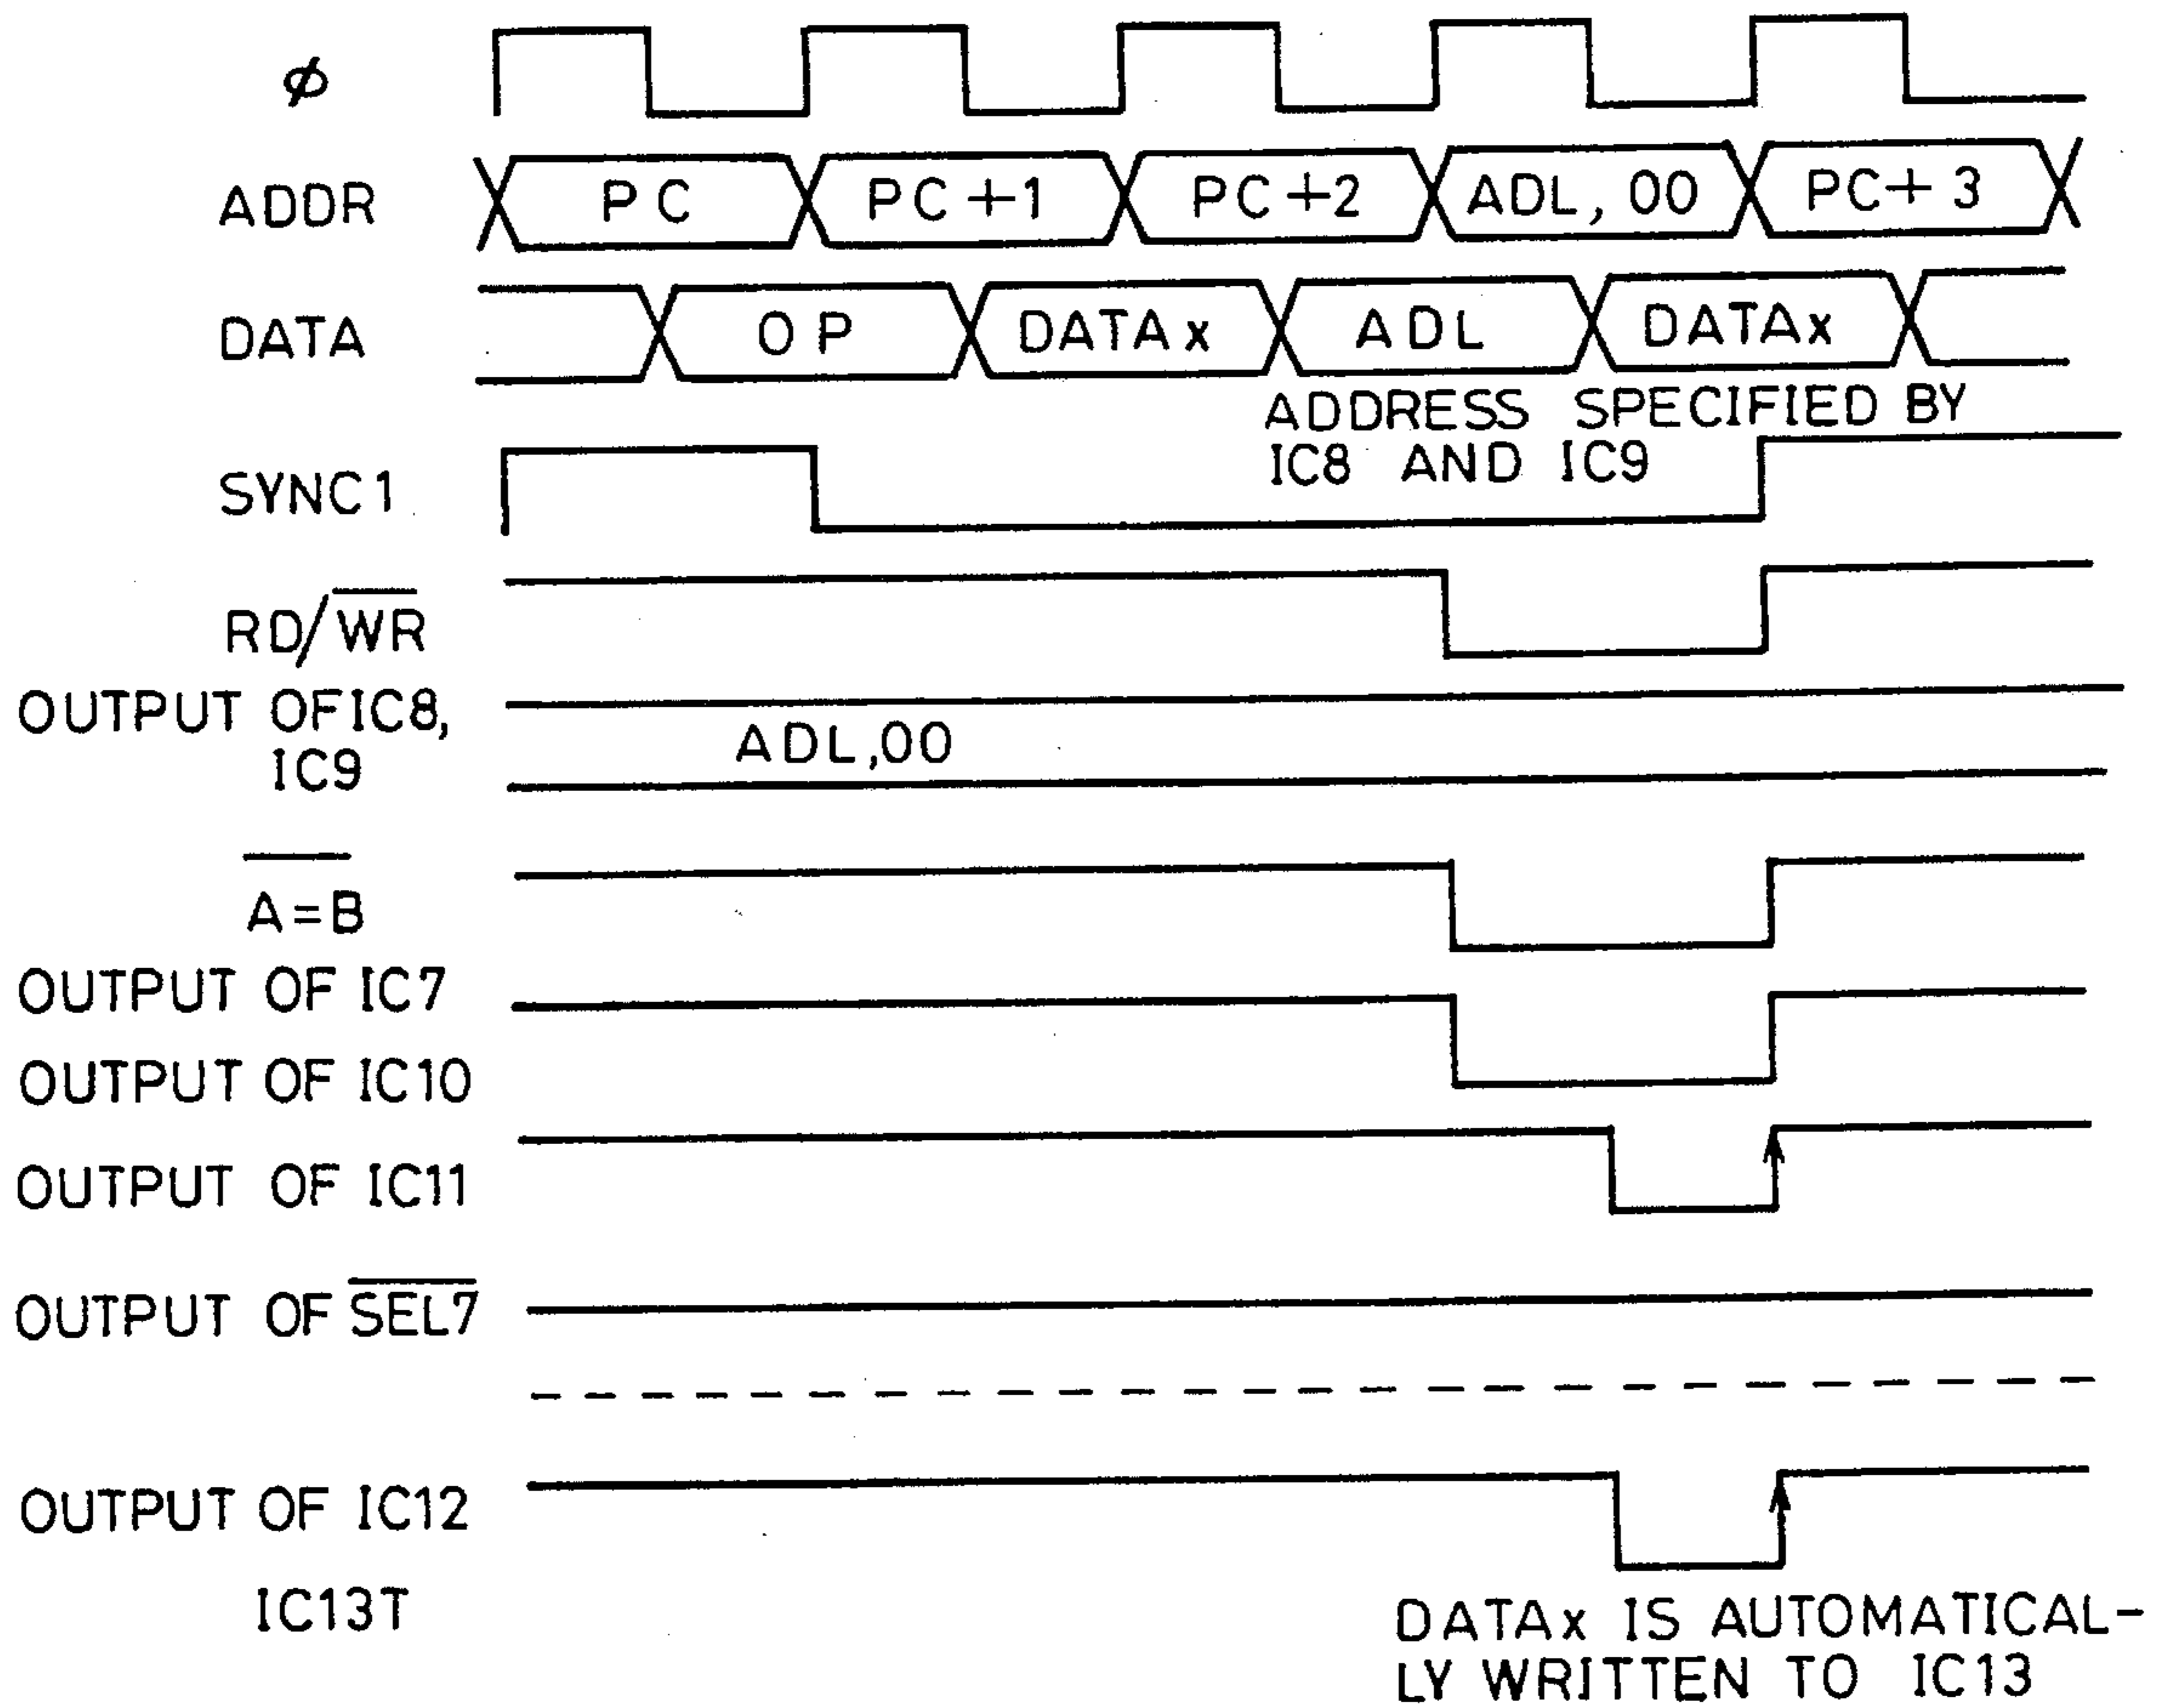 ϕ
ADDR PC PC+1 PC+2 ADL, 00 PC+3
DATA OP DATAx ADL DATAx
ADDRESS SPECIFIED BY
IC8 AND IC9
SYNC1
RD/W̅R̅
OUTPUT OF IC8,
IC9
ADL,00
A̅=̅B̅
OUTPUT OF IC7
OUTPUT OF IC10
OUTPUT OF IC11
OUTPUT OF S̅E̅L̅7̅
OUTPUT OF IC12
IC13T
DATAx IS AUTOMATICAL-
LY WRITTEN TO IC13